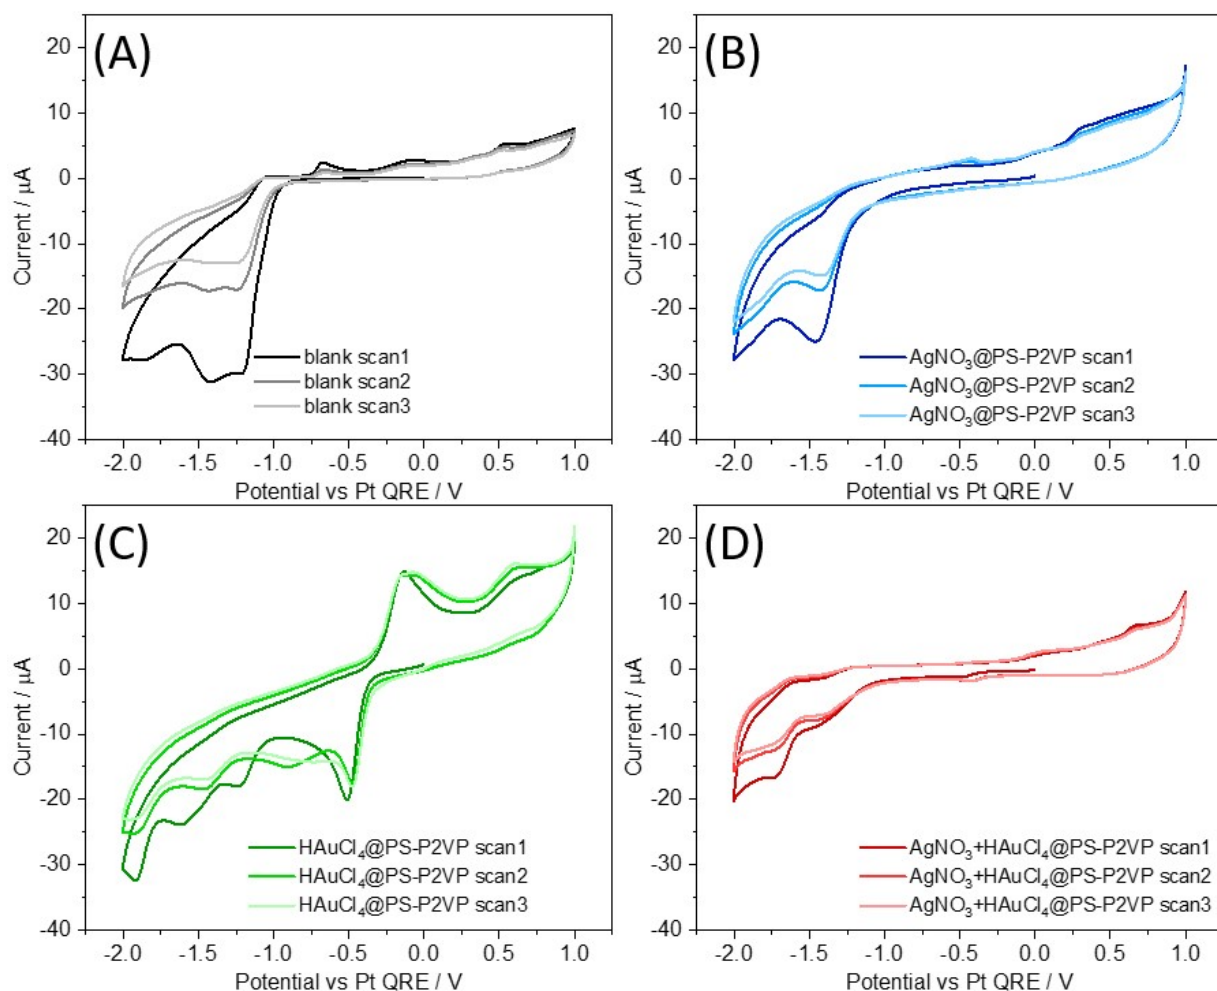 (A)
Current / µA
20
10
0
-10
-20
-30
-40
blank scan1
blank scan2
blank scan3
-2.0 -1.5 -1.0 -0.5 0.0 0.5 1.0
Potential vs Pt QRE / V
(B)
Current / µA
20
10
0
-10
-20
-30
-40
AgNO₃@PS-P2VP scan1
AgNO₃@PS-P2VP scan2
AgNO₃@PS-P2VP scan3
-2.0 -1.5 -1.0 -0.5 0.0 0.5 1.0
Potential vs Pt QRE / V
(C)
Current / µA
20
10
0
-10
-20
-30
-40
HAuCl₄@PS-P2VP scan1
HAuCl₄@PS-P2VP scan2
HAuCl₄@PS-P2VP scan3
-2.0 -1.5 -1.0 -0.5 0.0 0.5 1.0
Potential vs Pt QRE / V
(D)
Current / µA
20
10
0
-10
-20
-30
-40
AgNO₃+HAuCl₄@PS-P2VP scan1
AgNO₃+HAuCl₄@PS-P2VP scan2
AgNO₃+HAuCl₄@PS-P2VP scan3
-2.0 -1.5 -1.0 -0.5 0.0 0.5 1.0
Potential vs Pt QRE / V